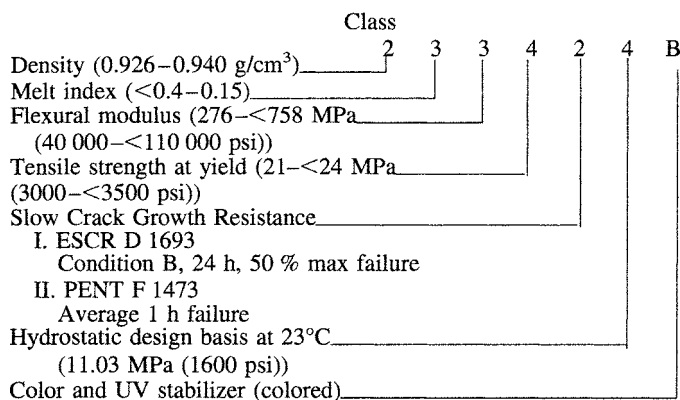 Class
2 3 3 4 2 4 B
Density (0.926–0.940 g/cm³)
Melt index (<0.4–0.15)
Flexural modulus (276–<758 MPa
(40 000–<110 000 psi))
Tensile strength at yield (21–<24 MPa
(3000–<3500 psi))
Slow Crack Growth Resistance
I. ESCR D 1693
Condition B, 24 h, 50 % max failure
II. PENT F 1473
Average 1 h failure
Hydrostatic design basis at 23°C
(11.03 MPa (1600 psi))
Color and UV stabilizer (colored)